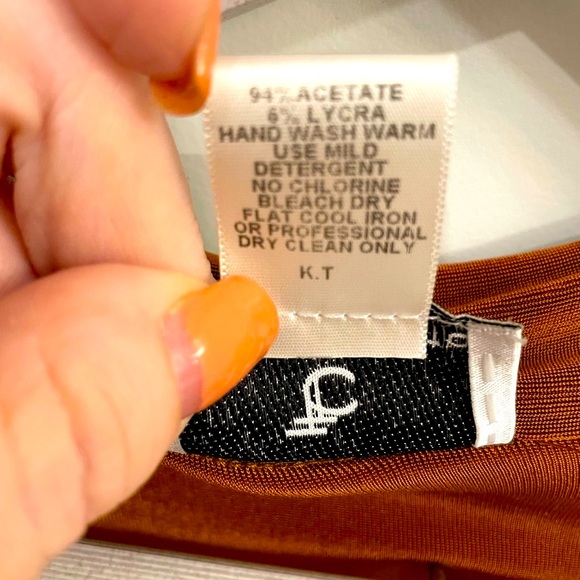 94% ACETATE
6% LYCRA
HAND WASH WARM
USE MILD
DETERGENT
NO CHLORINE
BLEACH DRY
FLAT COOL IRON
OR PROFESSIONAL
DRY CLEAN ONLY
K.T